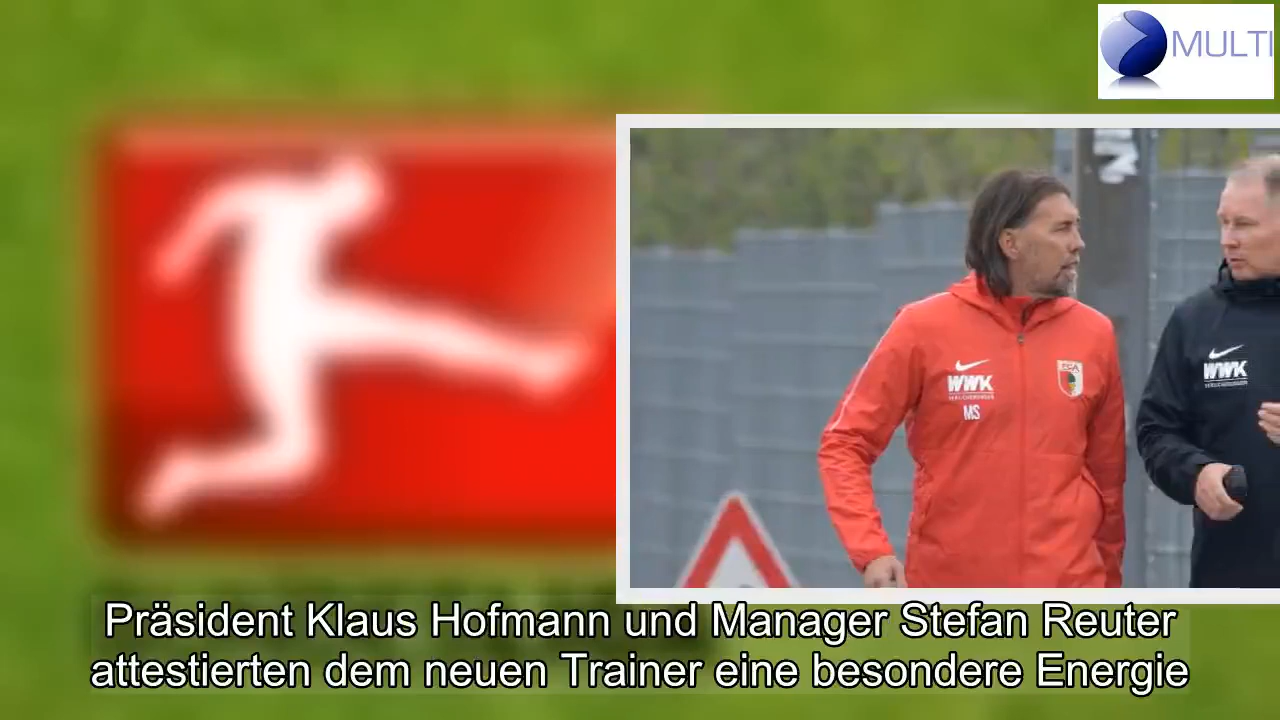 MULTI
WWK
MS
WWK
Präsident Klaus Hofmann und Manager Stefan Reuter
attestierten dem neuen Trainer eine besondere Energie